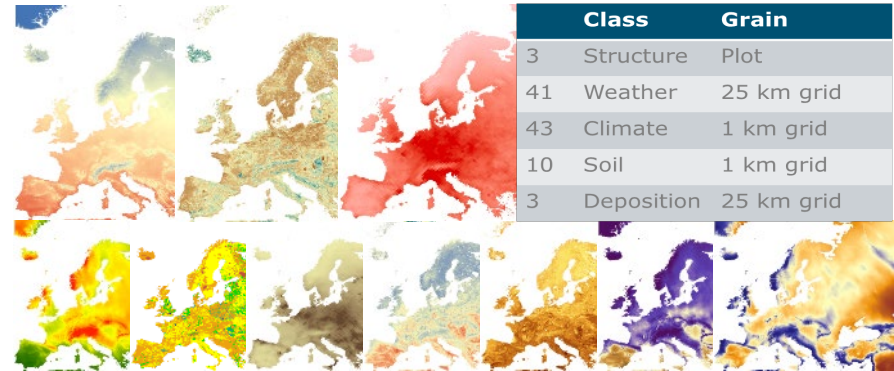 Class Grain
3 Structure Plot
41 Weather 25 km grid
43 Climate 1 km grid
10 Soil 1 km grid
3 Deposition 25 km grid